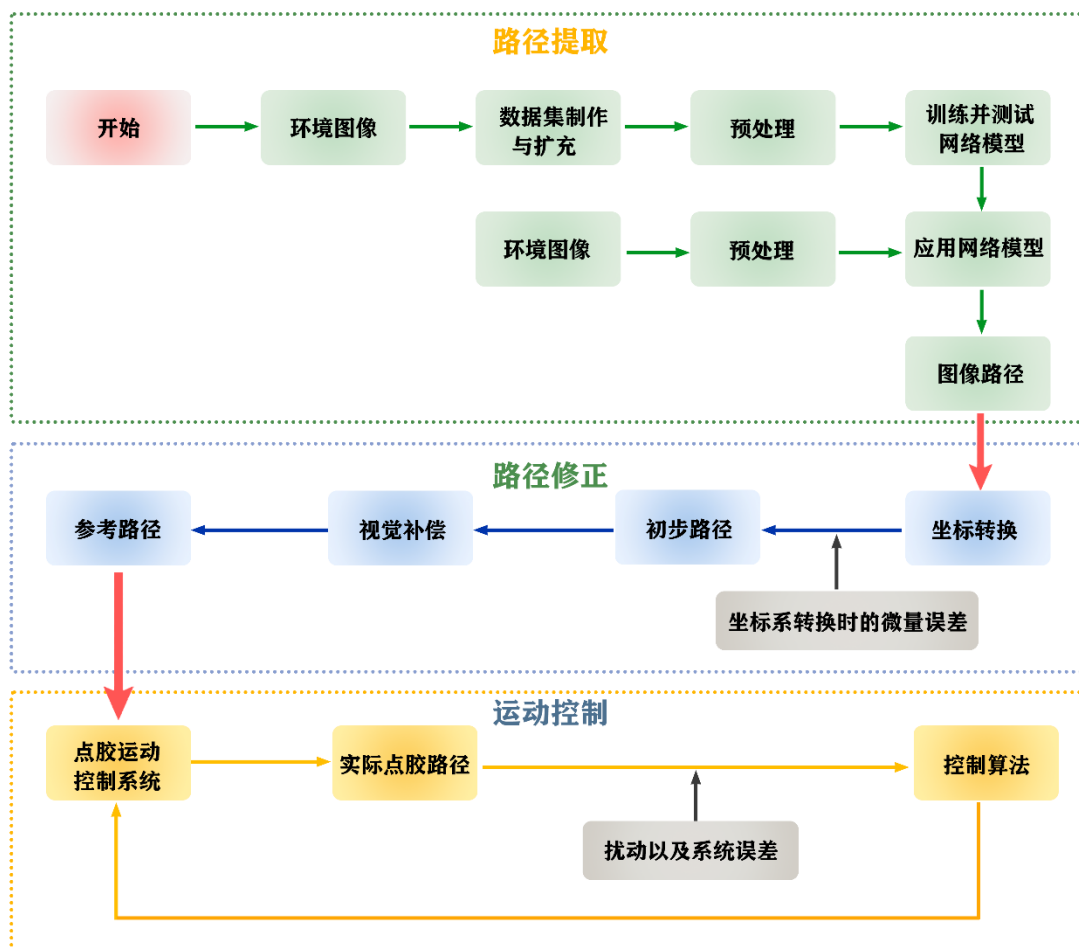 路径提取
开始
环境图像
数据集制作
与扩充
预处理
训练并测试
网络模型
环境图像
预处理
应用网络模型
图像路径
路径修正
参考路径
视觉补偿
初步路径
坐标转换
坐标系转换时的微量误差
运动控制
点胶运动
控制系统
实际点胶路径
控制算法
扰动以及系统误差